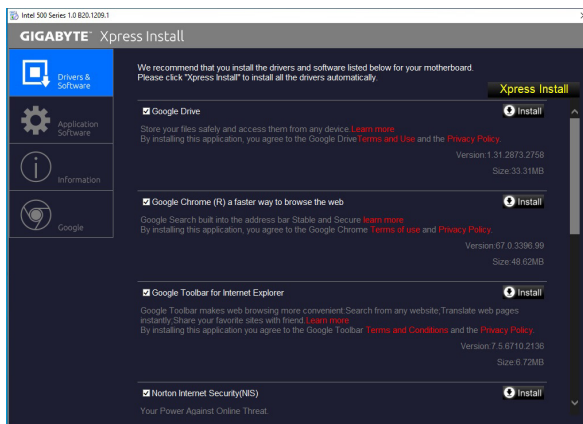 Intel 500 Series 1.0 B20.1209.1
GIGABYTE™ Xpress Install
Drivers &
Software
Application
Software
Information
Google
We recommend that you install the drivers and software listed below for your motherboard.
Please click "Xpress Install" to install all the drivers automatically.
Xpress Install
Google Drive
Install
Store your files safely and access them from any device.Learn more
By installing this application, you agree to the Google DriveTerms and Use and the Privacy Policy.
Version:1.31.2873.2758
Size:33.31MB
Google Chrome (R) a faster way to browse the web
Install
Google Search built into the address bar Stable and Secure learn more
By installing this application, you agree to the Google Chrome Terms of use and Privacy Policy.
Version:67.0.3396.99
Size:48.62MB
Google Toolbar for Internet Explorer
Install
Google Toolbar makes web browsing more convenient.Search from any website;Translate web pages
instantly;Share your favorite sites with friend.Learn more
By installing this application you agree to the Google Toolbar Terms and Conditions and the Privacy Policy.
Version:7.5.6710.2136
Size:6.72MB
Norton Internet Security(NIS)
Install
Your Power Against Online Threat.